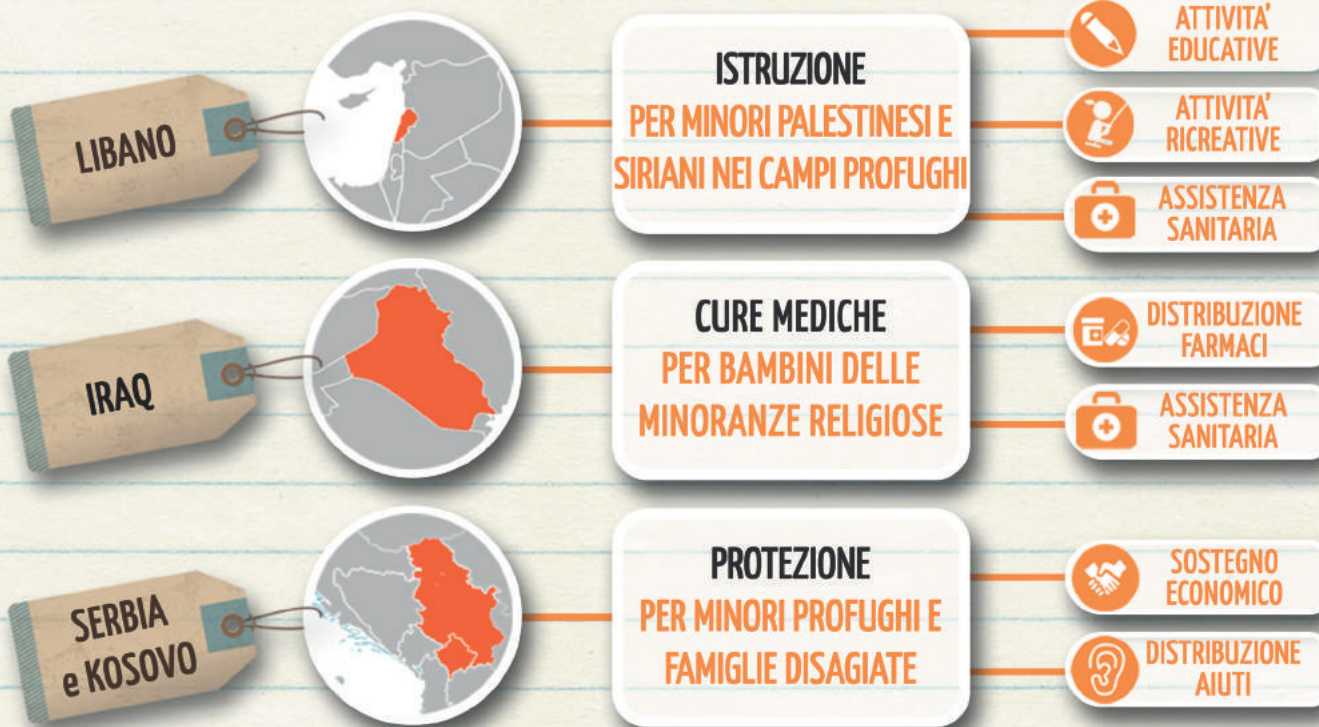 LIBANO
ISTRUZIONE
PER MINORI PALESTINESI E
SIRIANI NEI CAMPI PROFUGHI
ATTIVITA'
EDUCATIVE
ATTIVITA'
RICREATIVE
ASSISTENZA
SANITARIA
IRAQ
CURE MEDICHE
PER BAMBINI DELLE
MINORANZE RELIGIOSE
DISTRIBUZIONE
FARMACI
ASSISTENZA
SANITARIA
SERBIA
e KOSOVO
PROTEZIONE
PER MINORI PROFUGHI E
FAMIGLIE DISAGIATE
SOSTEGNO
ECONOMICO
DISTRIBUZIONE
AIUTI